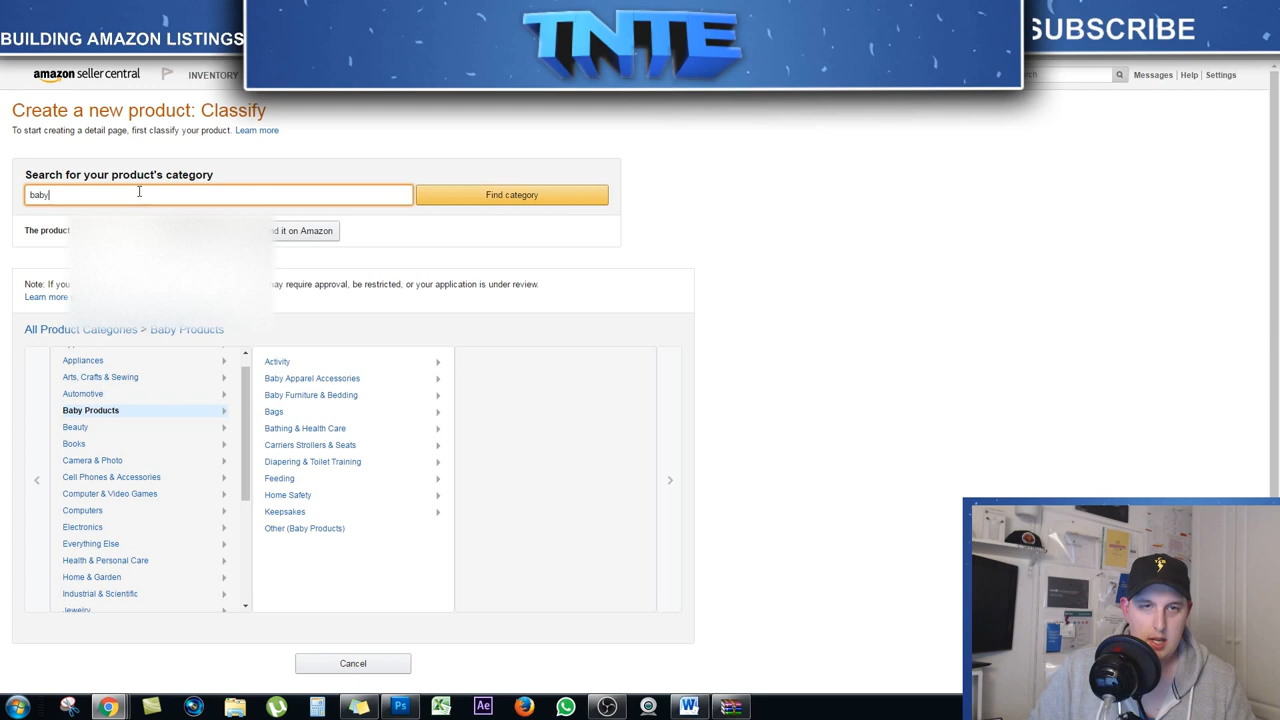 BUILDING AMAZON LISTINGS
TNTE
SUBSCRIBE
amazon seller central
INVENTORY
Messages | Help | Settings
Create a new product: Classify
To start creating a detail page, first classify your product. Learn more
Search for your product's category
baby
Find category
The product
it on Amazon
Note: If you
may require approval, be restricted, or your application is under review.
Learn more
All Product Categories > Baby Products
Appliances
Arts, Crafts & Sewing
Automotive
Baby Products
Beauty
Books
Camera & Photo
Cell Phones & Accessories
Computer & Video Games
Computers
Electronics
Everything Else
Health & Personal Care
Home & Garden
Industrial & Scientific
Jewelry
Activity
Baby Apparel Accessories
Baby Furniture & Bedding
Bags
Bathing & Health Care
Carriers Strollers & Seats
Diapering & Toilet Training
Feeding
Home Safety
Keepsakes
Other (Baby Products)
Cancel
Ps
Ae
W